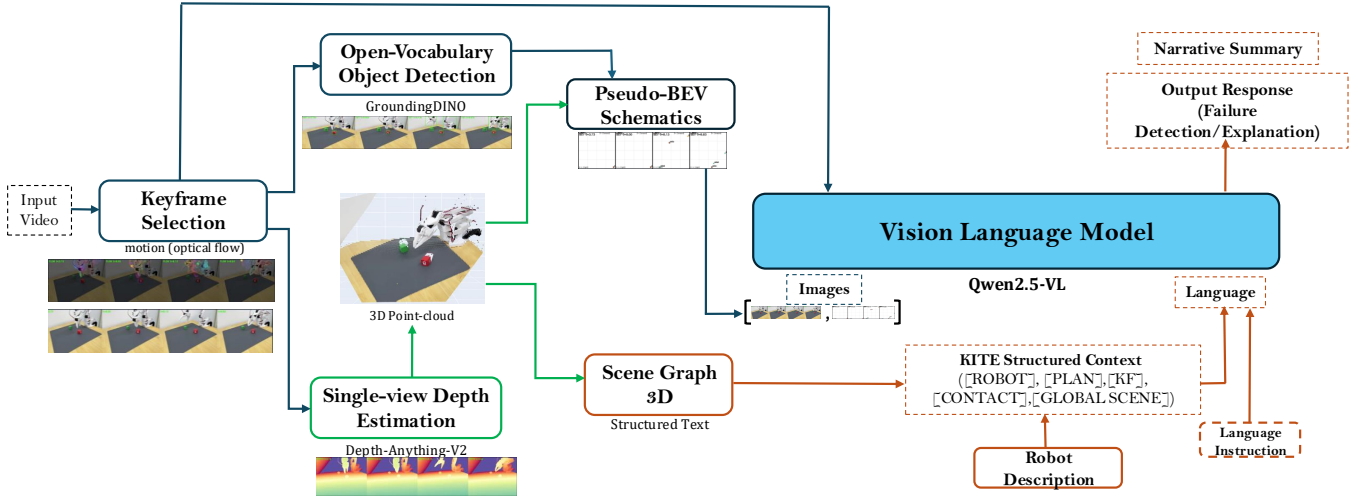 Open-Vocabulary
Object Detection
GroundingDINO
Pseudo-BEV
Schematics
Narrative Summary
Output Response
(Failure
Detection/Explanation)
Input
Video
Keyframe
Selection
motion (optical flow)
Vision Language Model
Qwen2.5-VL
Images
[ , ]
Language
3D Point-cloud
Single-view Depth
Estimation
Depth-Anything-V2
Scene Graph
3D
Structured Text
KITE Structured Context
([ROBOT], [PLAN],[KF],
[CONTACT],[GLOBAL SCENE])
Robot
Description
Language
Instruction